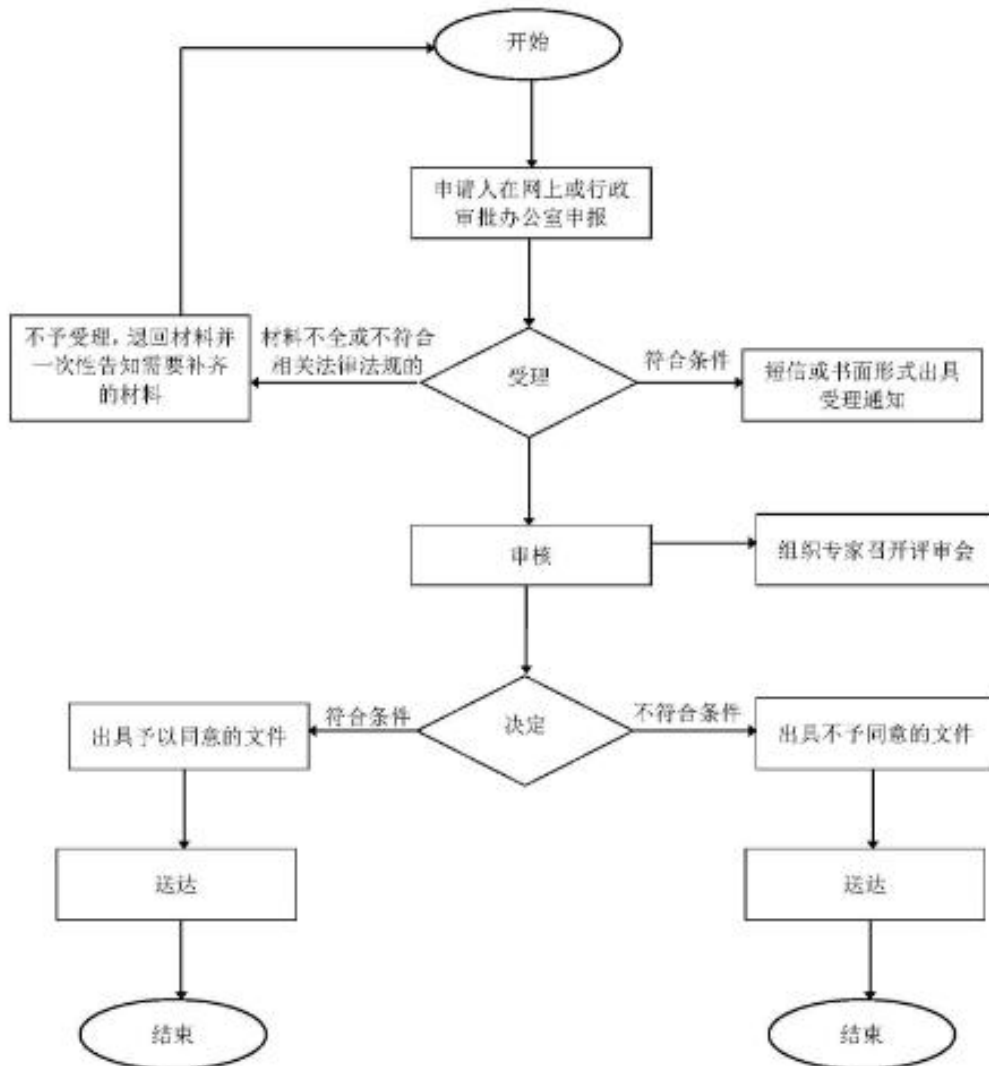 开始
申请人在网上或行政
审批办公室申报
不予受理，退回材料并
一次性告知需要补齐
的材料
材料不全或不符合
相关法律法规的
受理
符合条件
短信或书面形式出具
受理通知
审核
组织专家召开评审会
出具予以同意的文件
符合条件
决定
不符合条件
出具不予同意的文件
送达
送达
结束
结束